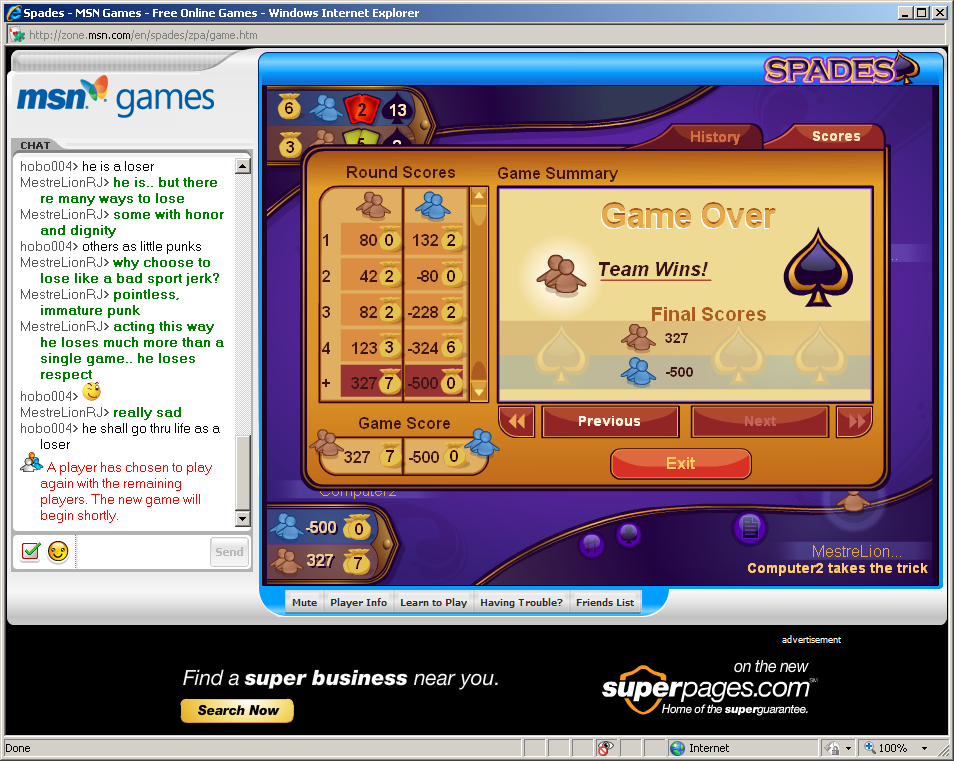 Spades - MSN Games - Free Online Games - Windows Internet Explorer
http://zone.msn.com/en/spades/zpa/game.htm
msn games
CHAT
hobo004> he is a loser
MestreLionRJ> he is.. but there
re many ways to lose
MestreLionRJ> some with honor
and dignity
hobo004> others as little punks
MestreLionRJ> why choose to
lose like a bad sport jerk?
MestreLionRJ> pointless,
immature punk
MestreLionRJ> acting this way
he loses much more than a
single game.. he loses
respect
hobo004>
MestreLionRJ> really sad
hobo004> he shall go thru life as a
loser
A player has chosen to play
again with the remaining
players. The new game will
begin shortly.
Send
SPADES
6 2 13
3
History
Scores
Round Scores
1 80 0 132 2
2 42 2 -80 0
3 82 2 -228 2
4 123 3 -324 6
+ 327 7 -500 0
Game Score
327 7 -500 0
Game Summary
Game Over
Team Wins!
Final Scores
327
-500
Previous
Next
Exit
Computer2
-500 0
327 7
MestreLion...
Computer2 takes the trick
Mute
Player Info
Learn to Play
Having Trouble?
Friends List
advertisement
Find a super business near you.
Search Now
on the new
superpages.com SM
Home of the superguarantee.
Done
Internet
100%